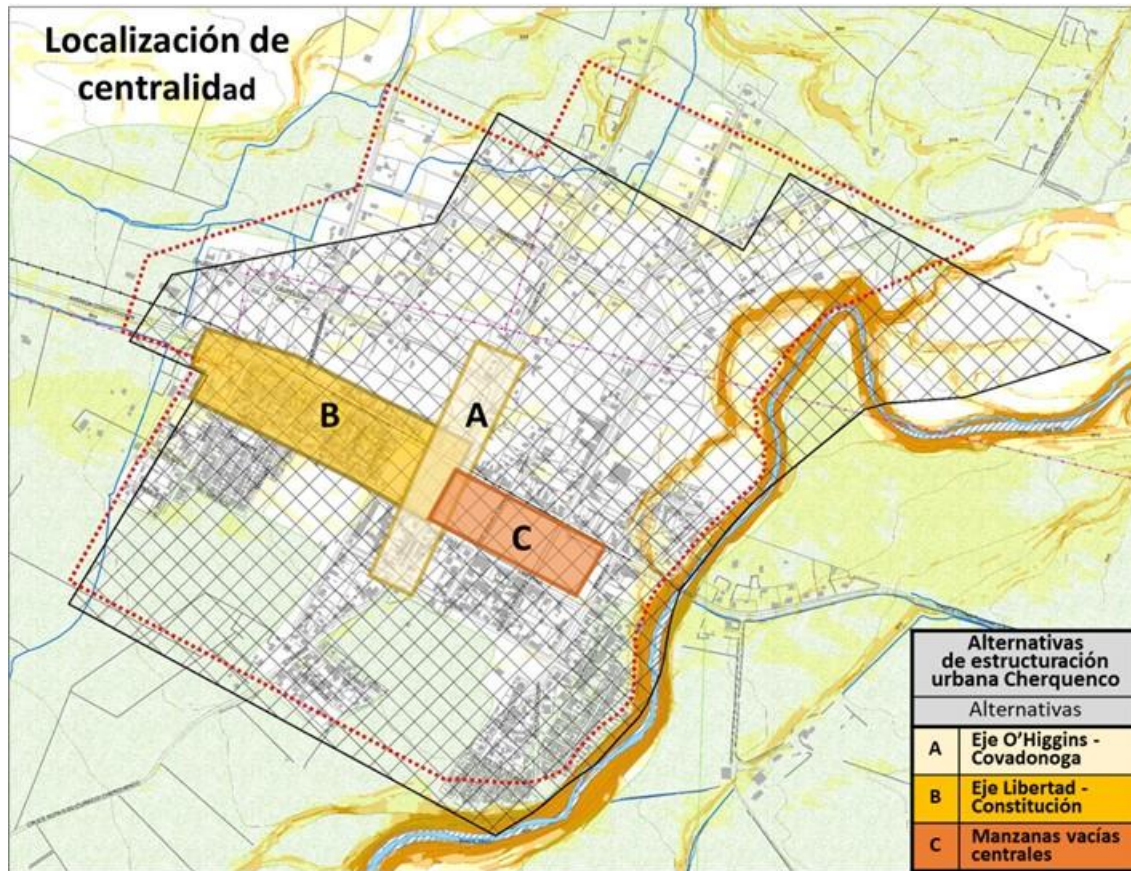 Localización de
centralidad
B
A
C
Alternativas
de estructuración
urbana Cherquenco
Alternativas
A
Eje O'Higgins -
Covadonoga
B
Eje Libertad -
Constitución
C
Manzanas vacías
centrales